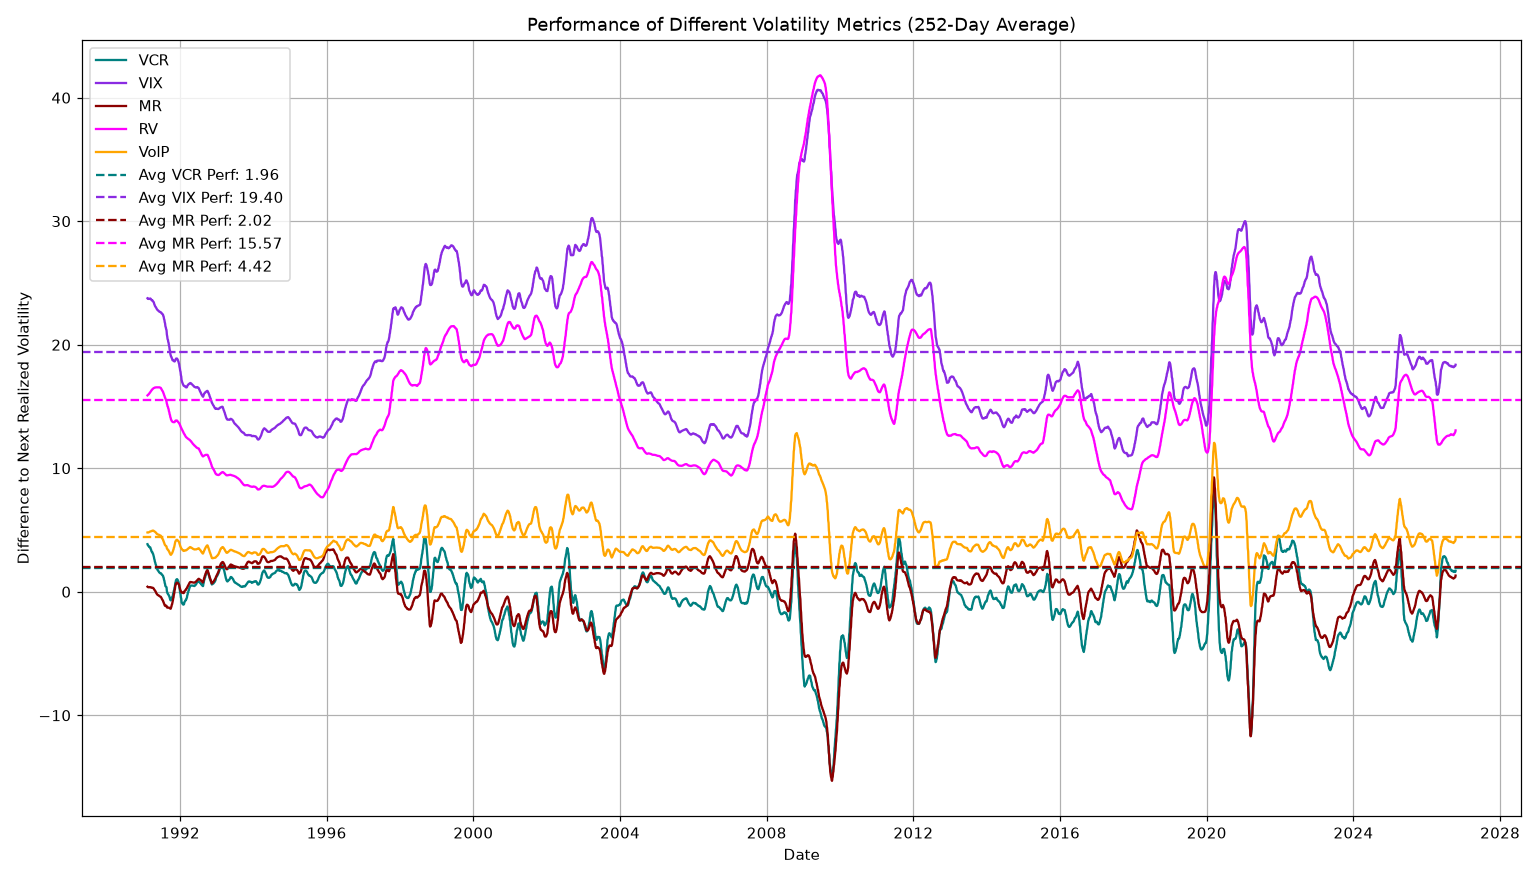 Performance of Different Volatility Metrics (252-Day Average)
VCR
VIX
MR
RV
VolP
Avg VCR Perf: 1.96
Avg VIX Perf: 19.40
Avg MR Perf: 2.02
Avg MR Perf: 15.57
Avg MR Perf: 4.42
Difference to Next Realized Volatility
40
30
20
10
0
−10
1992 1996 2000 2004 2008 2012 2016 2020 2024 2028
Date